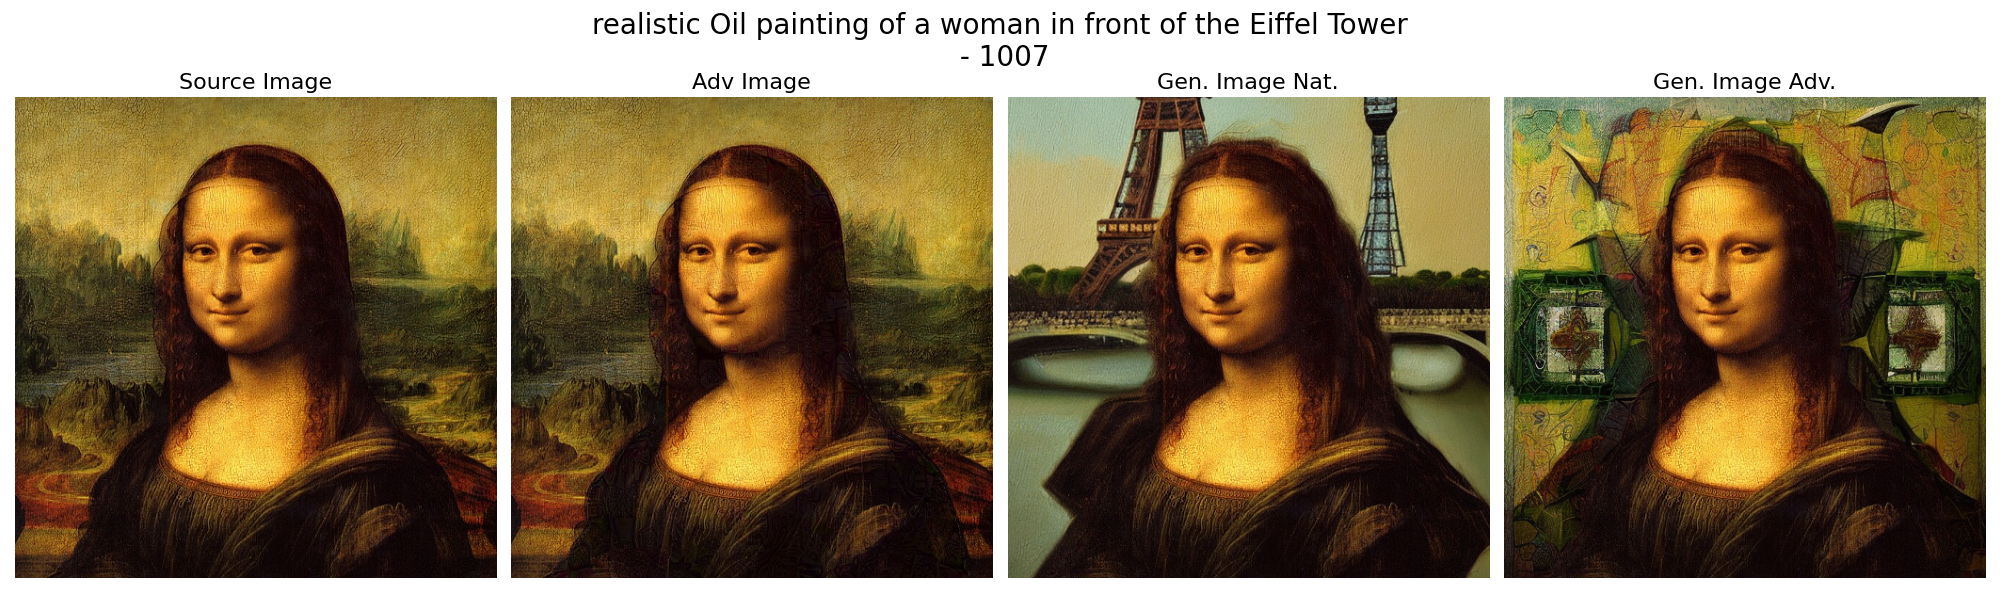 realistic Oil painting of a woman in front of the Eiffel Tower
- 1007
Source Image
Adv Image
Gen. Image Nat.
Gen. Image Adv.